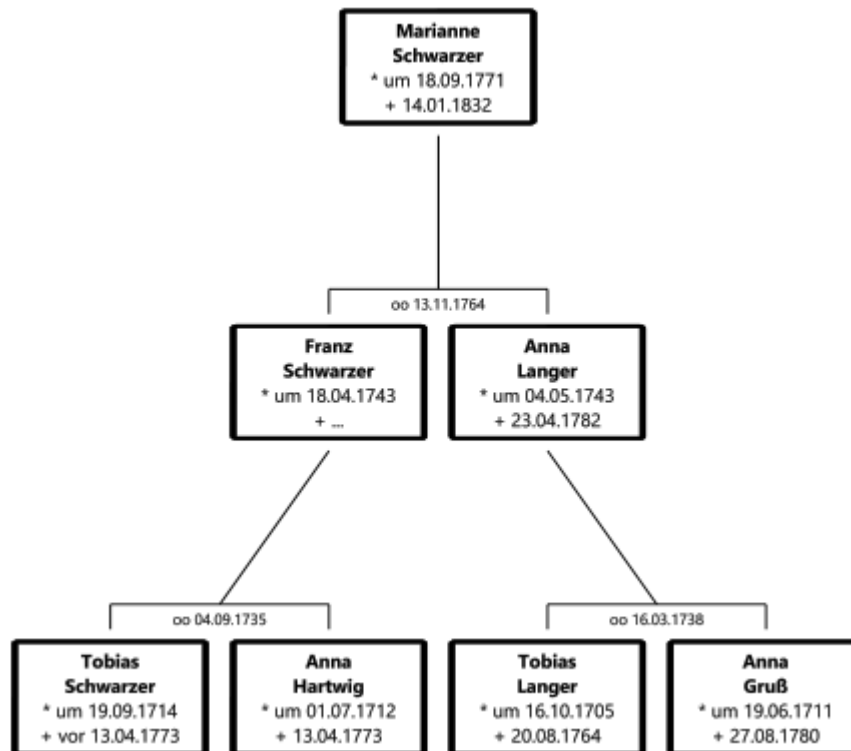 Marianne
Schwarzer
* um 18.09.1771
+ 14.01.1832
oo 13.11.1764
Franz
Schwarzer
* um 18.04.1743
+ ...
Anna
Langer
* um 04.05.1743
+ 23.04.1782
oo 04.09.1735
oo 16.03.1738
Tobias
Schwarzer
* um 19.09.1714
+ vor 13.04.1773
Anna
Hartwig
* um 01.07.1712
+ 13.04.1773
Tobias
Langer
* um 16.10.1705
+ 20.08.1764
Anna
Gruß
* um 19.06.1711
+ 27.08.1780